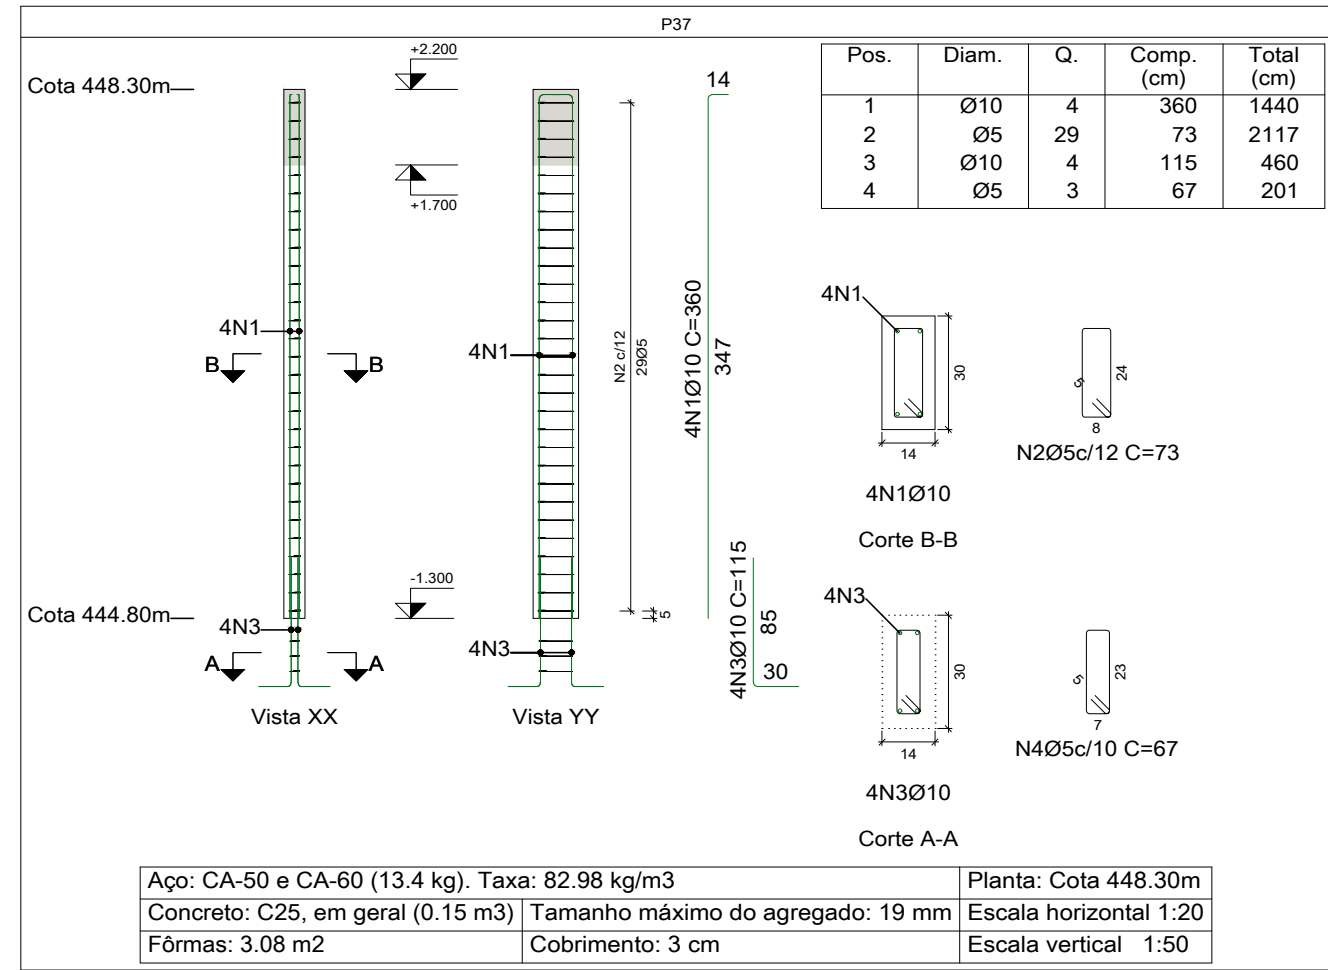 P37
Cota 448.30m
+2.200
+1.700
4N1
B
B
-1.300
Cota 444.80m
4N3
A
A
Vista XX
4N1
4N3
Vista YY
N2 c/12
29Ø5
5
14
4N1Ø10 C=360
347
4N3Ø10 C=115
85
30
Pos. Diam. Q. Comp. (cm) Total (cm)
1 Ø10 4 360 1440
2 Ø5 29 73 2117
3 Ø10 4 115 460
4 Ø5 3 67 201
4N1
30
14
4N1Ø10
Corte B-B
5
24
8
N2Ø5c/12 C=73
4N3
30
14
4N3Ø10
Corte A-A
5
23
7
N4Ø5c/10 C=67
Aço: CA-50 e CA-60 (13.4 kg). Taxa: 82.98 kg/m3
Planta: Cota 448.30m
Concreto: C25, em geral (0.15 m3)
Tamanho máximo do agregado: 19 mm
Escala horizontal 1:20
Fôrmas: 3.08 m2
Cobrimento: 3 cm
Escala vertical 1:50